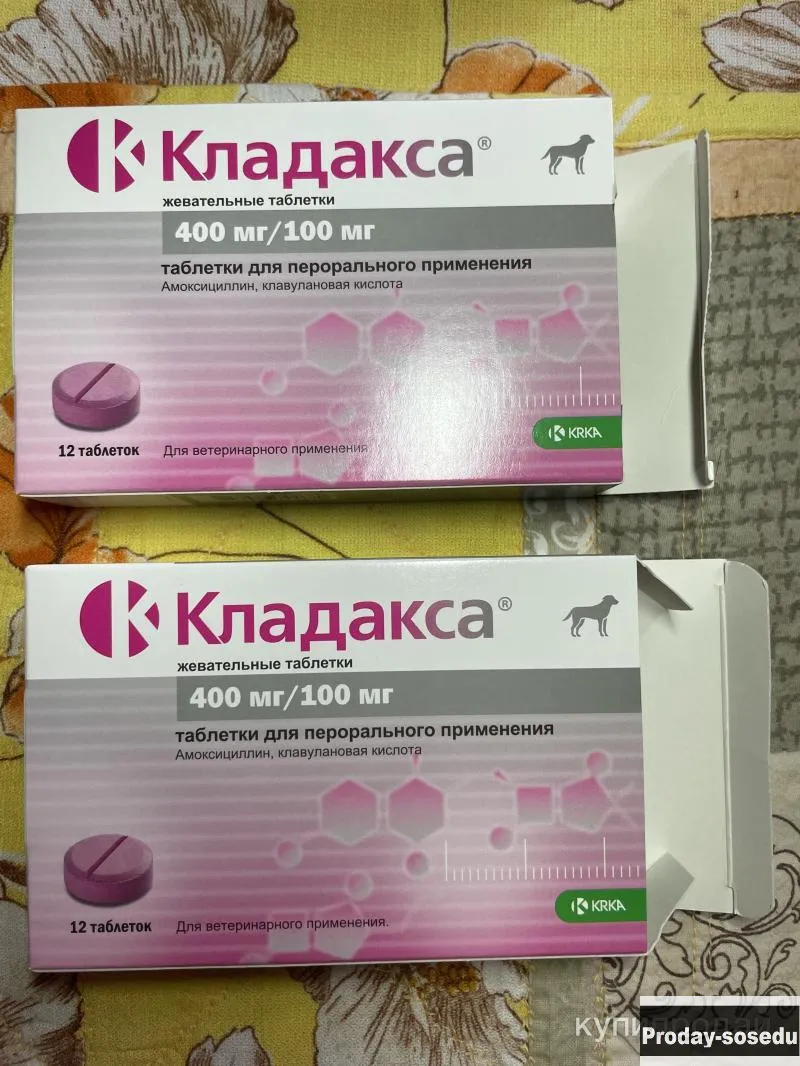 Кладакса®
жевательные таблетки
400 мг/100 мг
таблетки для перорального применения
Амоксициллин, клавулановая кислота
KRKA
12 таблеток
Для ветеринарного применения
Кладакса®
жевательные таблетки
400 мг/100 мг
таблетки для перорального применения
Амоксициллин, клавулановая кислота
KRKA
12 таблеток
Для ветеринарного применения.
Proday-sosedu